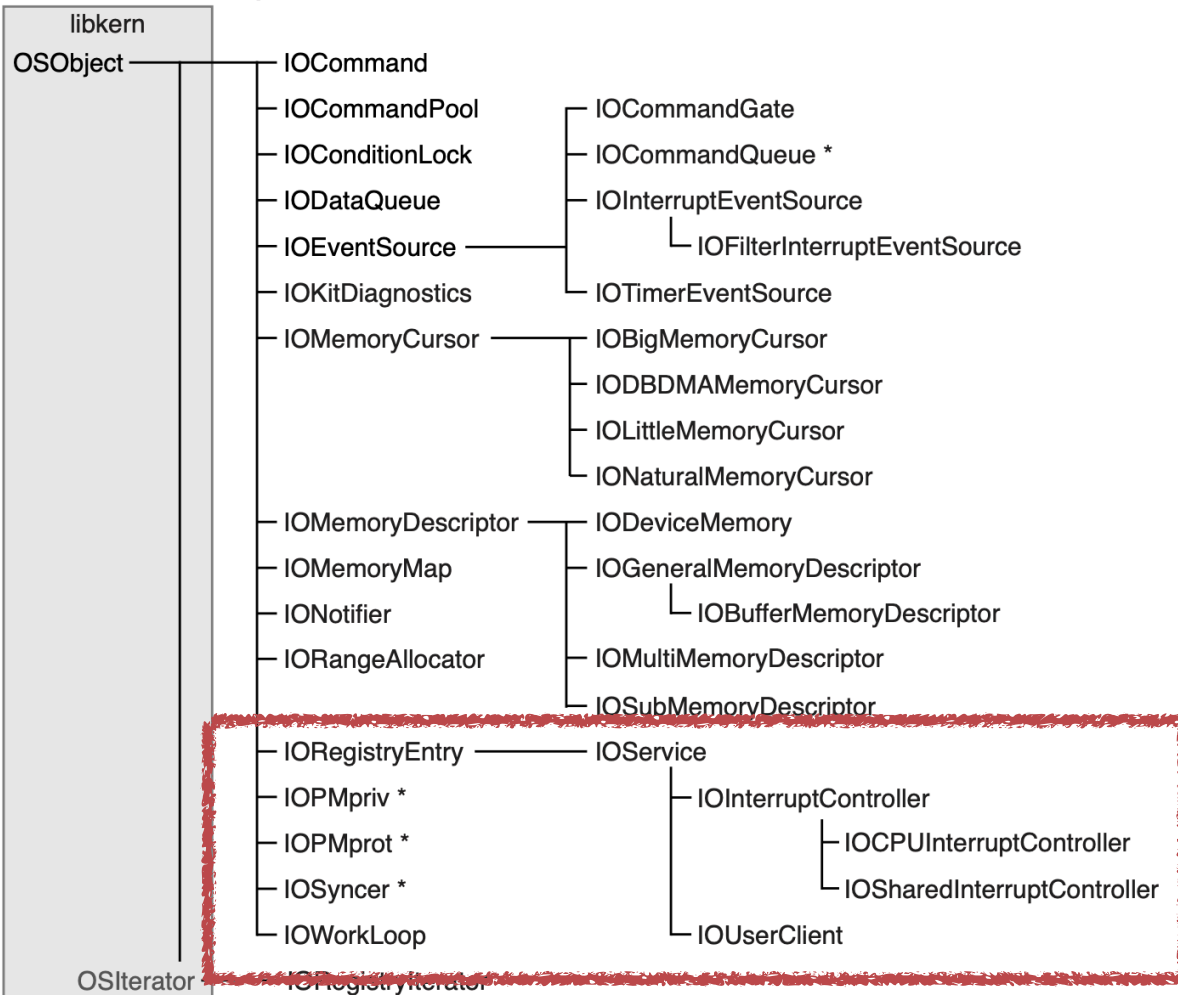 libkern
OSObject IOCommand
IOCommandPool IOCommandGate
IOConditionLock IOCommandQueue *
IODataQueue IOInterruptEventSource
IOEventSource IOFilterInterruptEventSource
IOKitDiagnostics IOTimerEventSource
IOMemoryCursor IOBigMemoryCursor
IODBDMAMemoryCursor
IOLittleMemoryCursor
IONaturalMemoryCursor
IOMemoryDescriptor IODeviceMemory
IOMemoryMap IOGeneralMemoryDescriptor
IONotifier IOBufferMemoryDescriptor
IORangeAllocator IOMultiMemoryDescriptor
IOSubMemoryDescriptor
IORegistryEntry IOService
IOPMpriv * IOInterruptController
IOPMprot * IOCPUInterruptController
IOSyncer * IOSharedInterruptController
IOWorkLoop IOUserClient
OSIterator IORegistryIterator